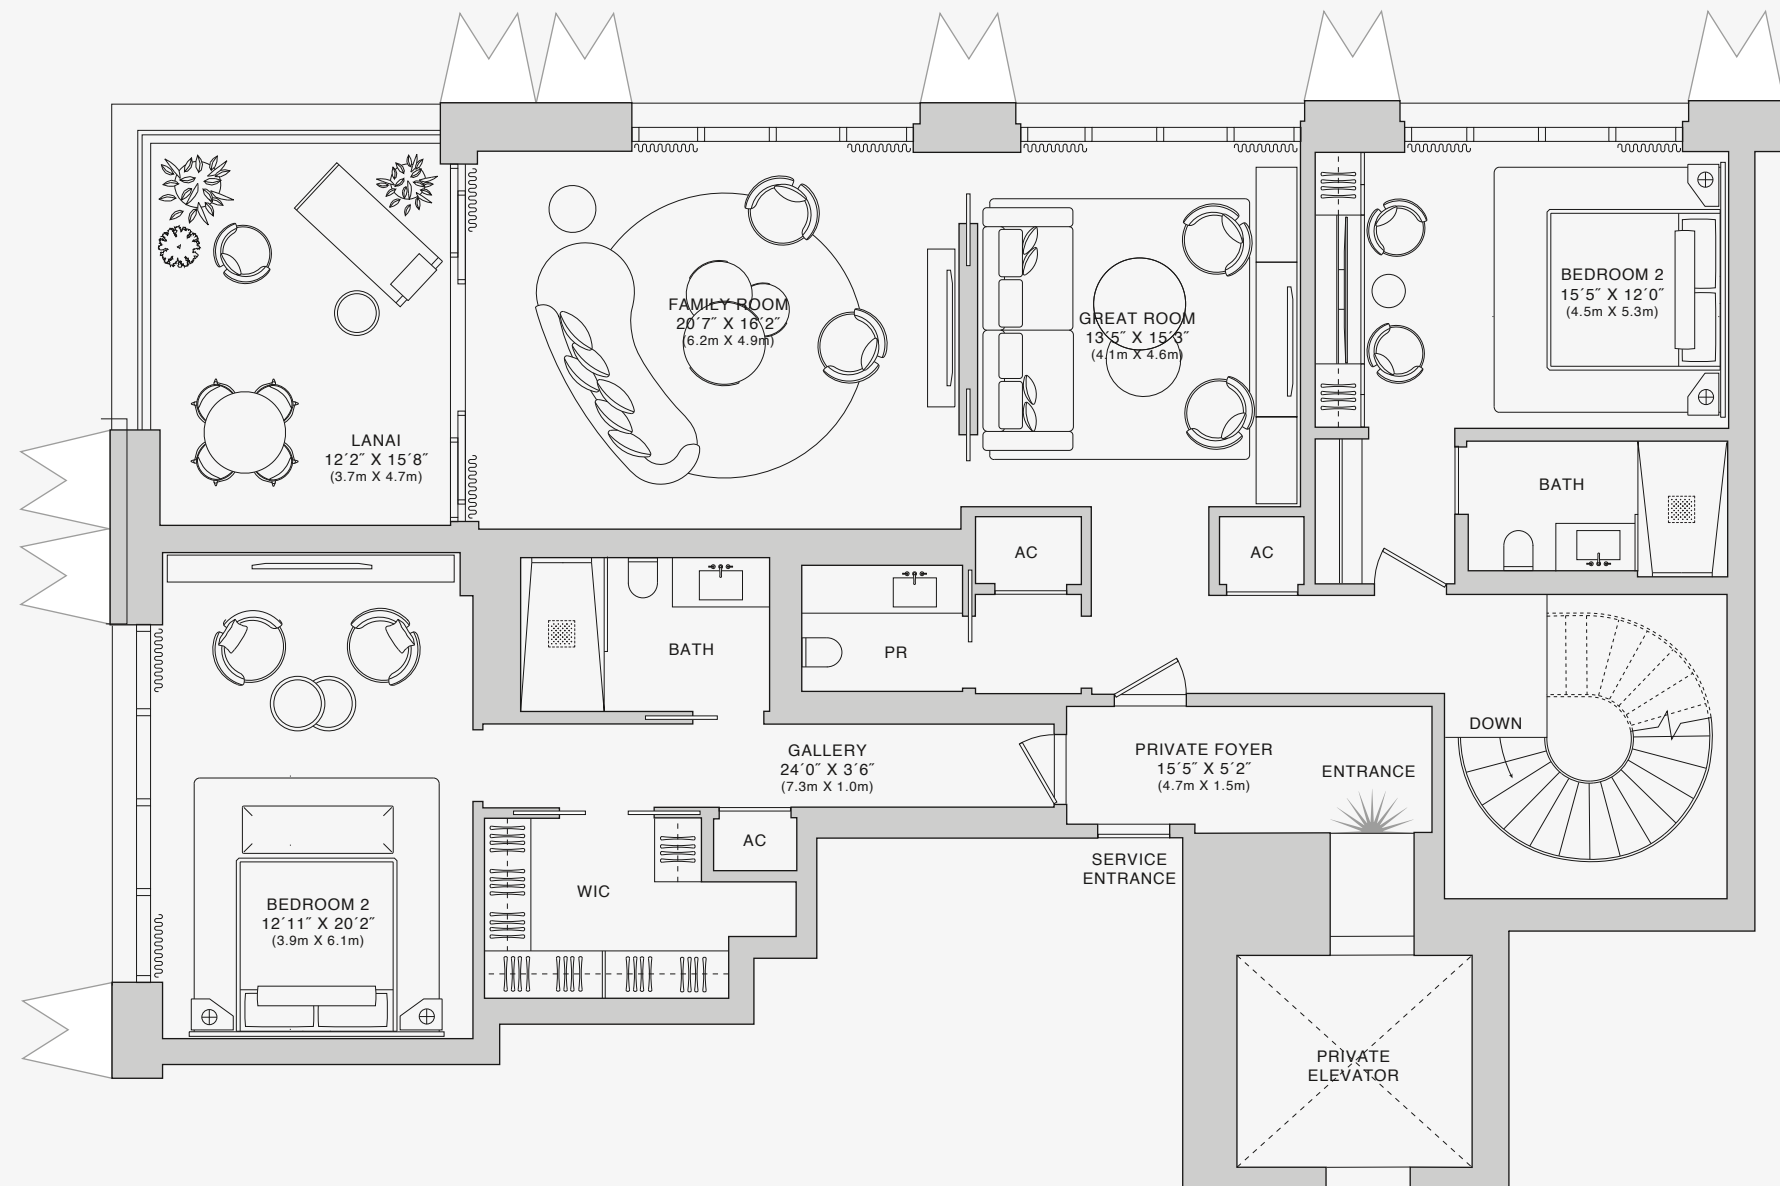 FAMILY ROOM
20´7˝ X 16´2˝
(6.2m X 4.9m)
GREAT ROOM
13´5˝ X 15´3˝
(4.1m X 4.6m)
BEDROOM 2
15´5˝ X 12´0˝
(4.5m X 5.3m)
LANAI
12´2˝ X 15´8˝
(3.7m X 4.7m)
BATH
AC
AC
BATH
PR
DOWN
GALLERY
24´0˝ X 3´6˝
(7.3m X 1.0m)
PRIVATE FOYER
15´5˝ X 5´2˝
(4.7m X 1.5m)
ENTRANCE
AC
SERVICE
ENTRANCE
WIC
BEDROOM 2
12´11˝ X 20´2˝
(3.9m X 6.1m)
PRIVATE
ELEVATOR